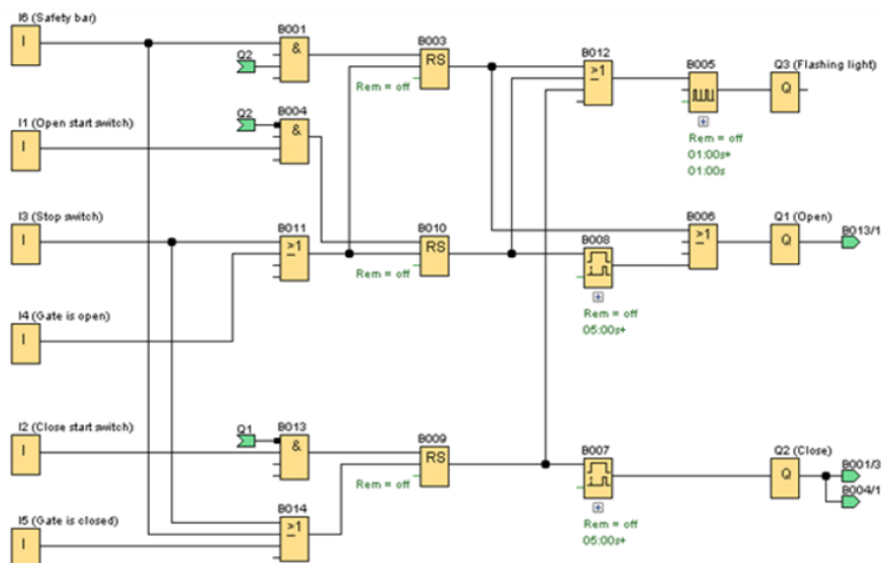 I6 (Safety bar)
I
B001
&
Q2
B003
RS
Rem = off
B012
>1
B005
Rem = off
01:00s+
01:00s
Q3 (Flashing light)
Q
Q2
B004
&
I1 (Open start switch)
I
I3 (Stop switch)
I
B011
>1
B010
RS
Rem = off
B008
Rem = off
05:00s+
B006
>1
Q1 (Open)
Q
B013/1
I4 (Gate is open)
I
I2 (Close start switch)
I
Q1
B013
&
B009
RS
Rem = off
B007
Rem = off
05:00s+
Q2 (Close)
Q
B001/3
B004/1
I5 (Gate is closed)
I
B014
>1